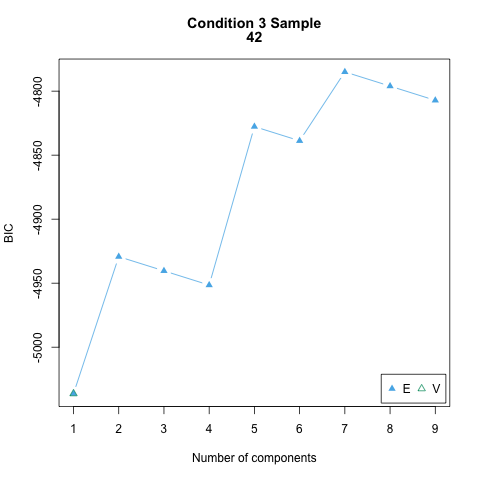 Condition 3 Sample
42
BIC
-4800
-4850
-4900
-4950
-5000
1 2 3 4 5 6 7 8 9
Number of components
E V